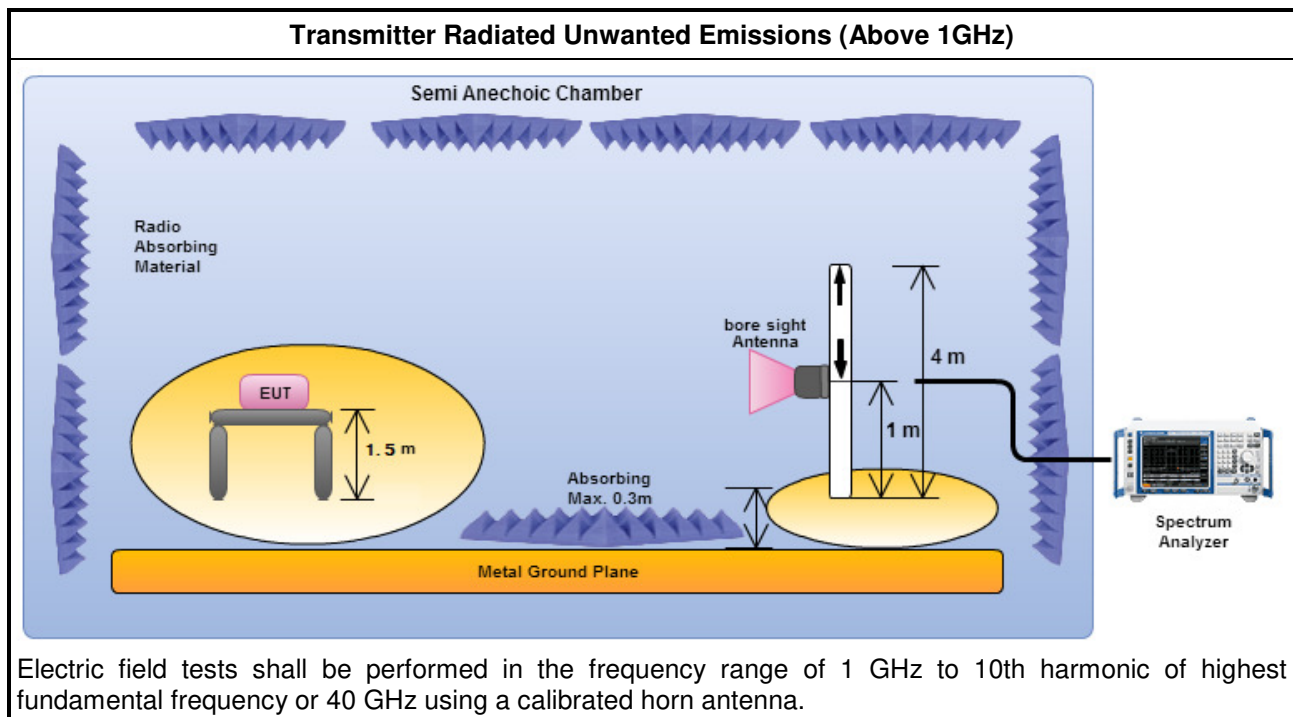 Transmitter Radiated Unwanted Emissions (Above 1GHz)
Semi Anechoic Chamber
Radio
Absorbing
Material
bore sight
Antenna
4 m
EUT
1. 5 m
1 m
Absorbing
Max. 0.3m
Spectrum
Analyzer
Metal Ground Plane
Electric field tests shall be performed in the frequency range of 1 GHz to 10th harmonic of highest
fundamental frequency or 40 GHz using a calibrated horn antenna.